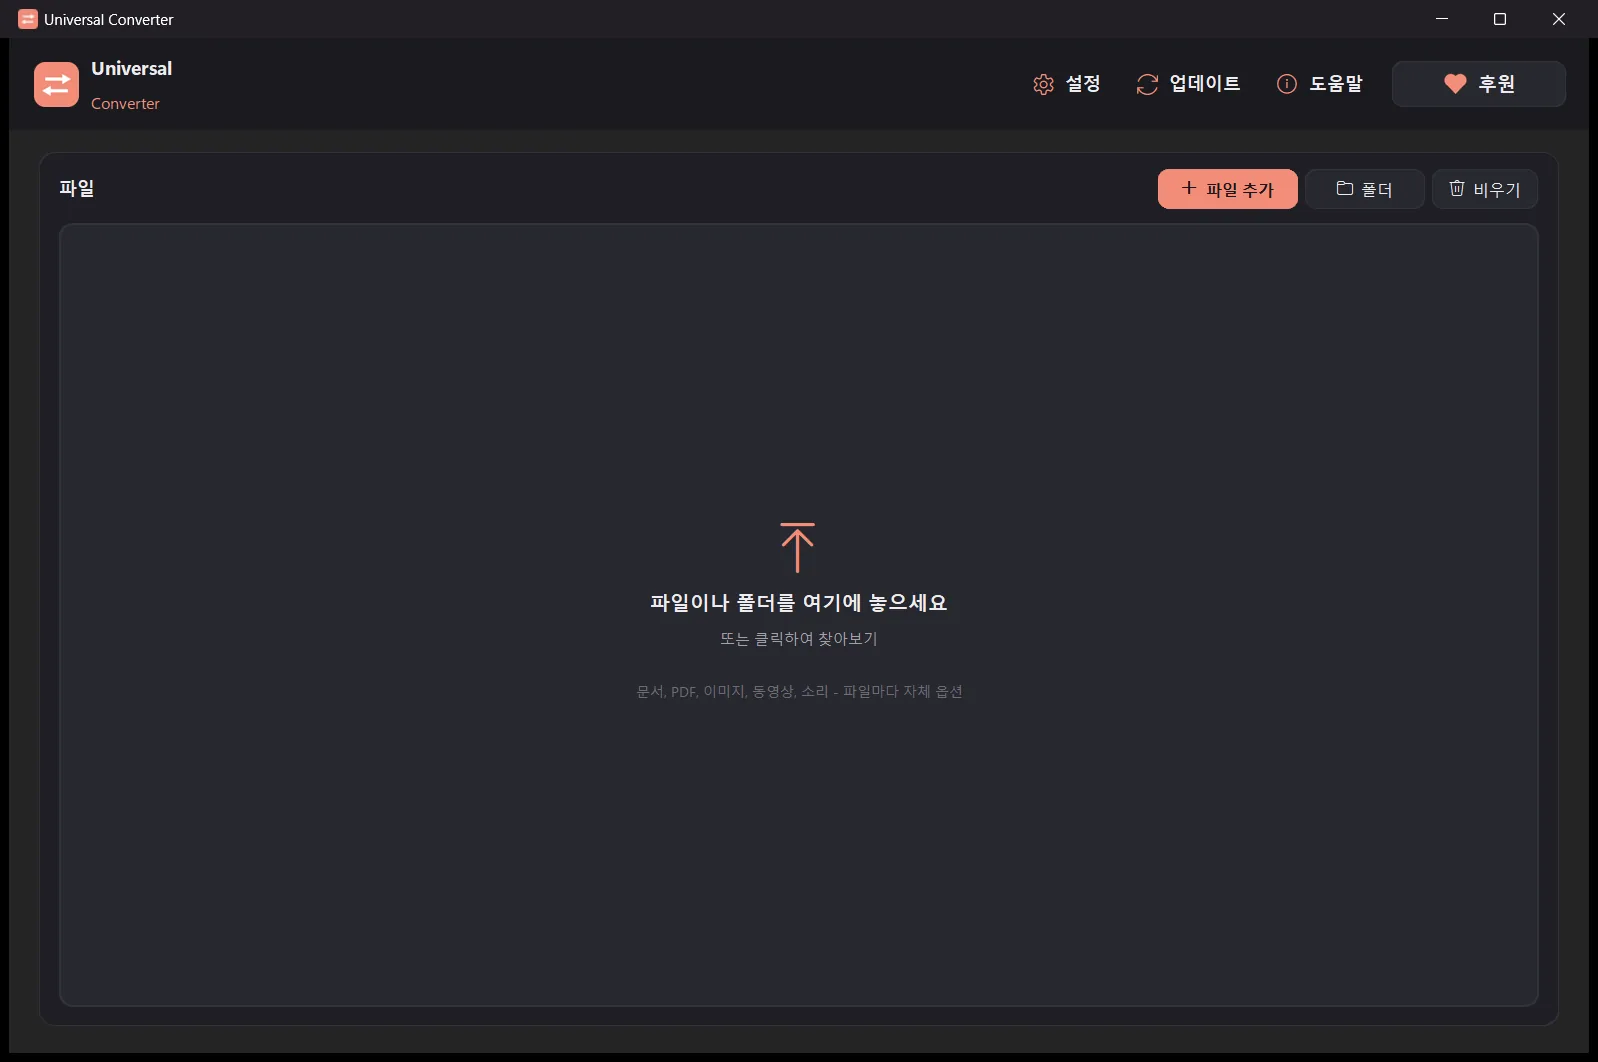 Universal Converter
Universal
Converter
설정
업데이트
도움말
후원
파일
파일 추가
폴더
비우기
파일이나 폴더를 여기에 놓으세요
또는 클릭하여 찾아보기
문서, PDF, 이미지, 동영상, 소리 - 파일마다 자체 옵션